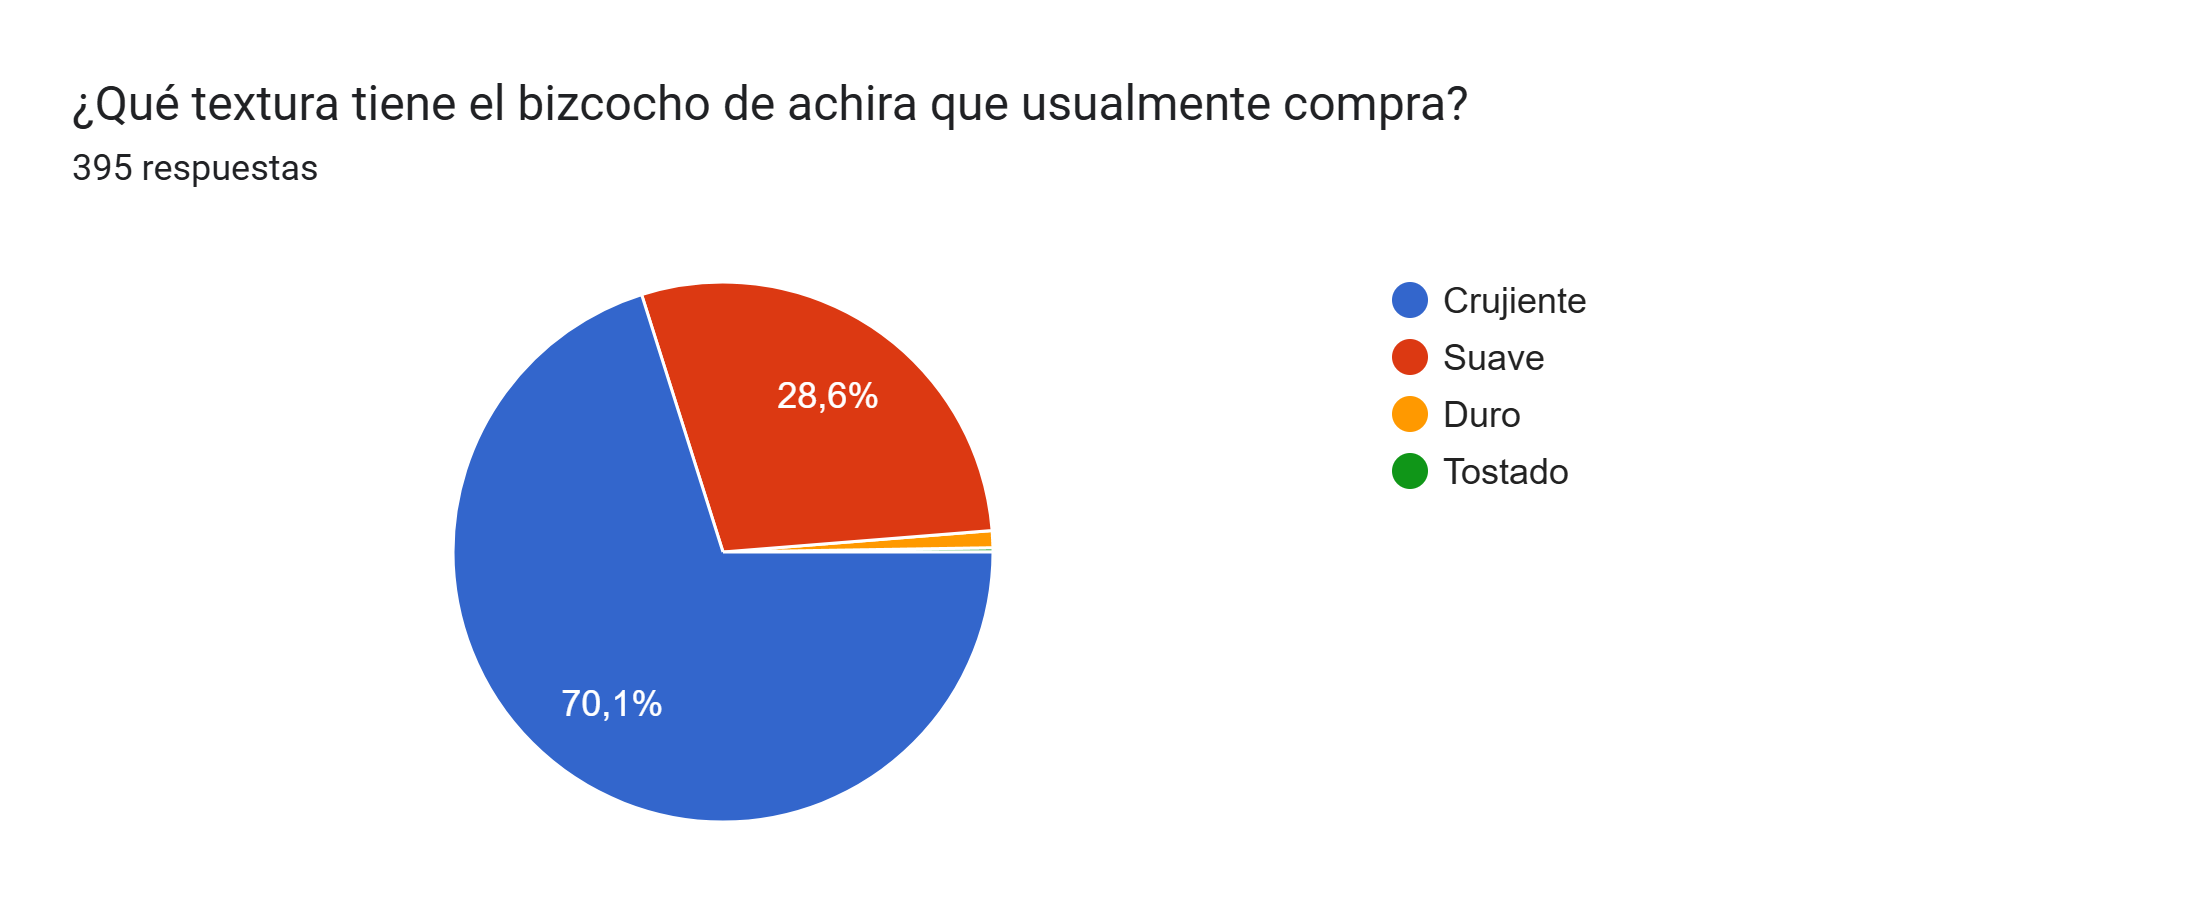 ¿Qué textura tiene el bizcocho de achira que usualmente compra?
395 respuestas
28,6%
70,1%
Crujiente
Suave
Duro
Tostado